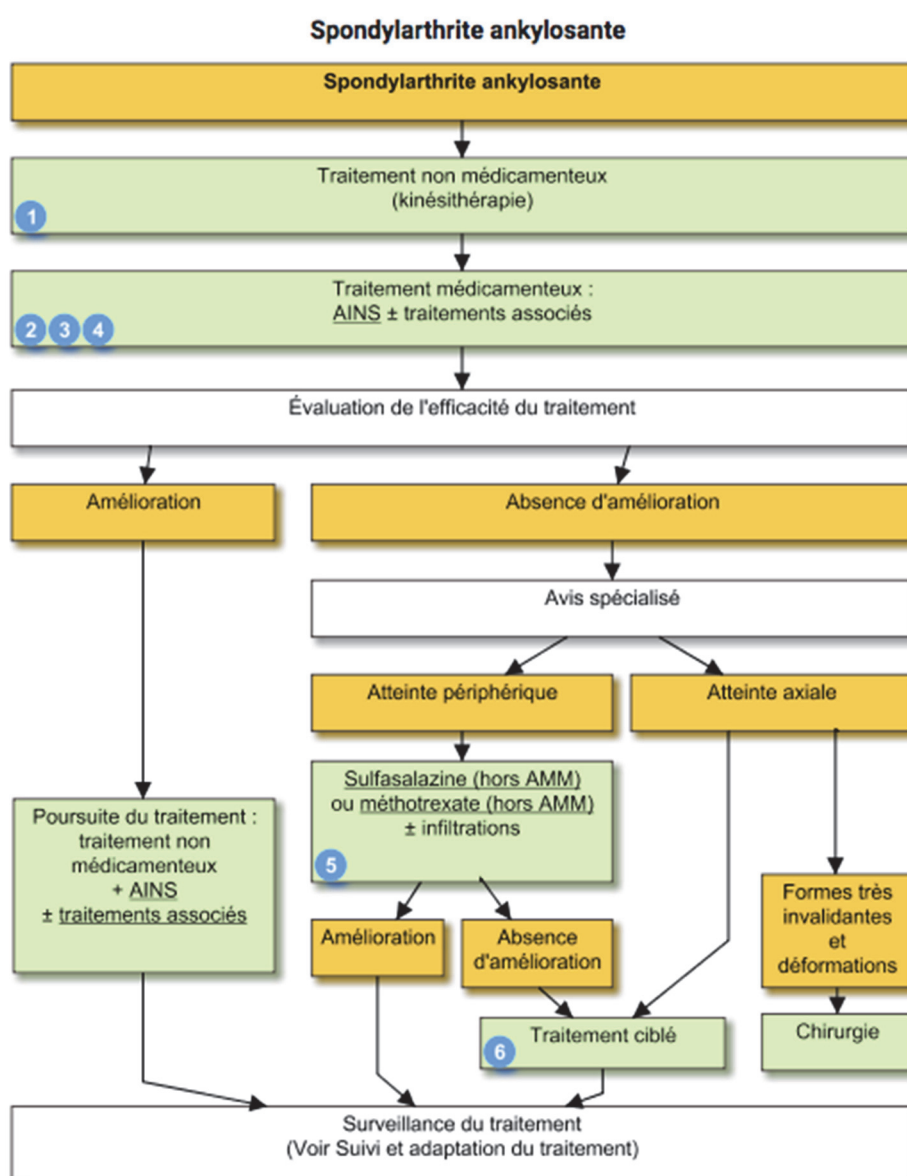 Spondylarthrite ankylosante
Spondylarthrite ankylosante
Traitement non médicamenteux
(kinésithérapie)
1
Traitement médicamenteux :
AINS ± traitements associés
2 3 4
Évaluation de l'efficacité du traitement
Amélioration
Absence d'amélioration
Avis spécialisé
Atteinte périphérique
Atteinte axiale
Sulfasalazine (hors AMM)
ou méthotrexate (hors AMM)
± infiltrations
5
Poursuite du traitement :
traitement non
médicamenteux
+ AINS
± traitements associés
Amélioration
Absence
d'amélioration
Formes très
invalidantes
et
déformations
Traitement ciblé
6
Chirurgie
Surveillance du traitement
(Voir Suivi et adaptation du traitement)